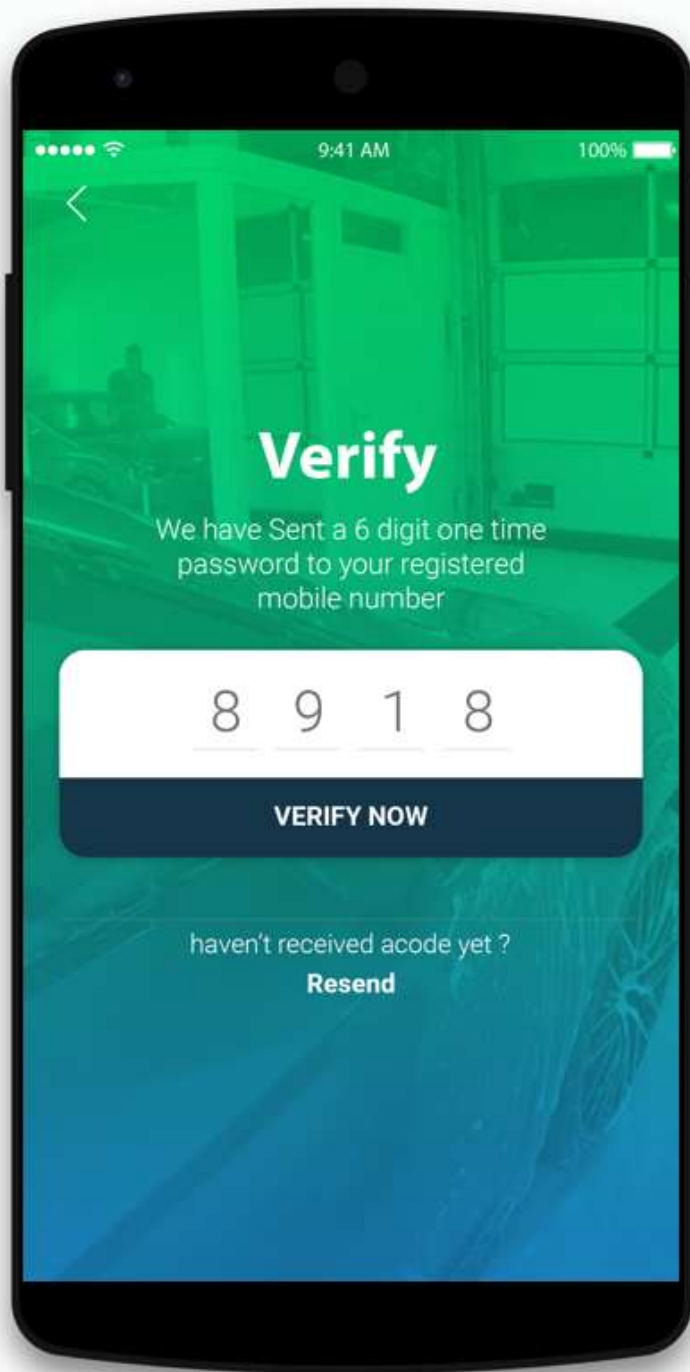 9:41 AM 100%
Verify
We have Sent a 6 digit one time
password to your registered
mobile number
8 9 1 8
VERIFY NOW
haven't received acode yet ?
Resend